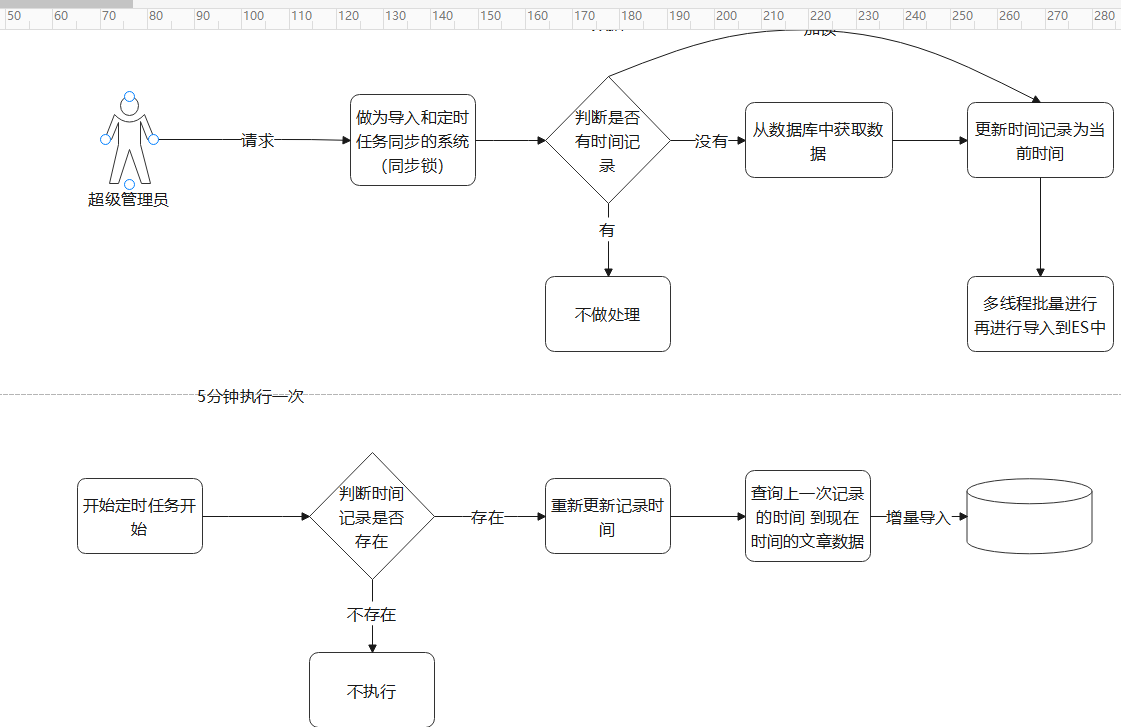 50 60 70 80 90 100 110 120 130 140 150 160 170 180 190 200 210 220 230 240 250 260 270 280
请求
做为导入和定时
任务同步的系统
（同步锁）
判断是否
有时间记
录
没有
从数据库中获取数
据
更新时间记录为当
前时间
超级管理员
有
不做处理
多线程批量进行
再进行导入到ES中
5分钟执行一次
开始定时任务开
始
判断时间
记录是否
存在
存在
重新更新记录时
间
查询上一次记录
的时间 到现在
时间的文章数据
增量导入
不存在
不执行